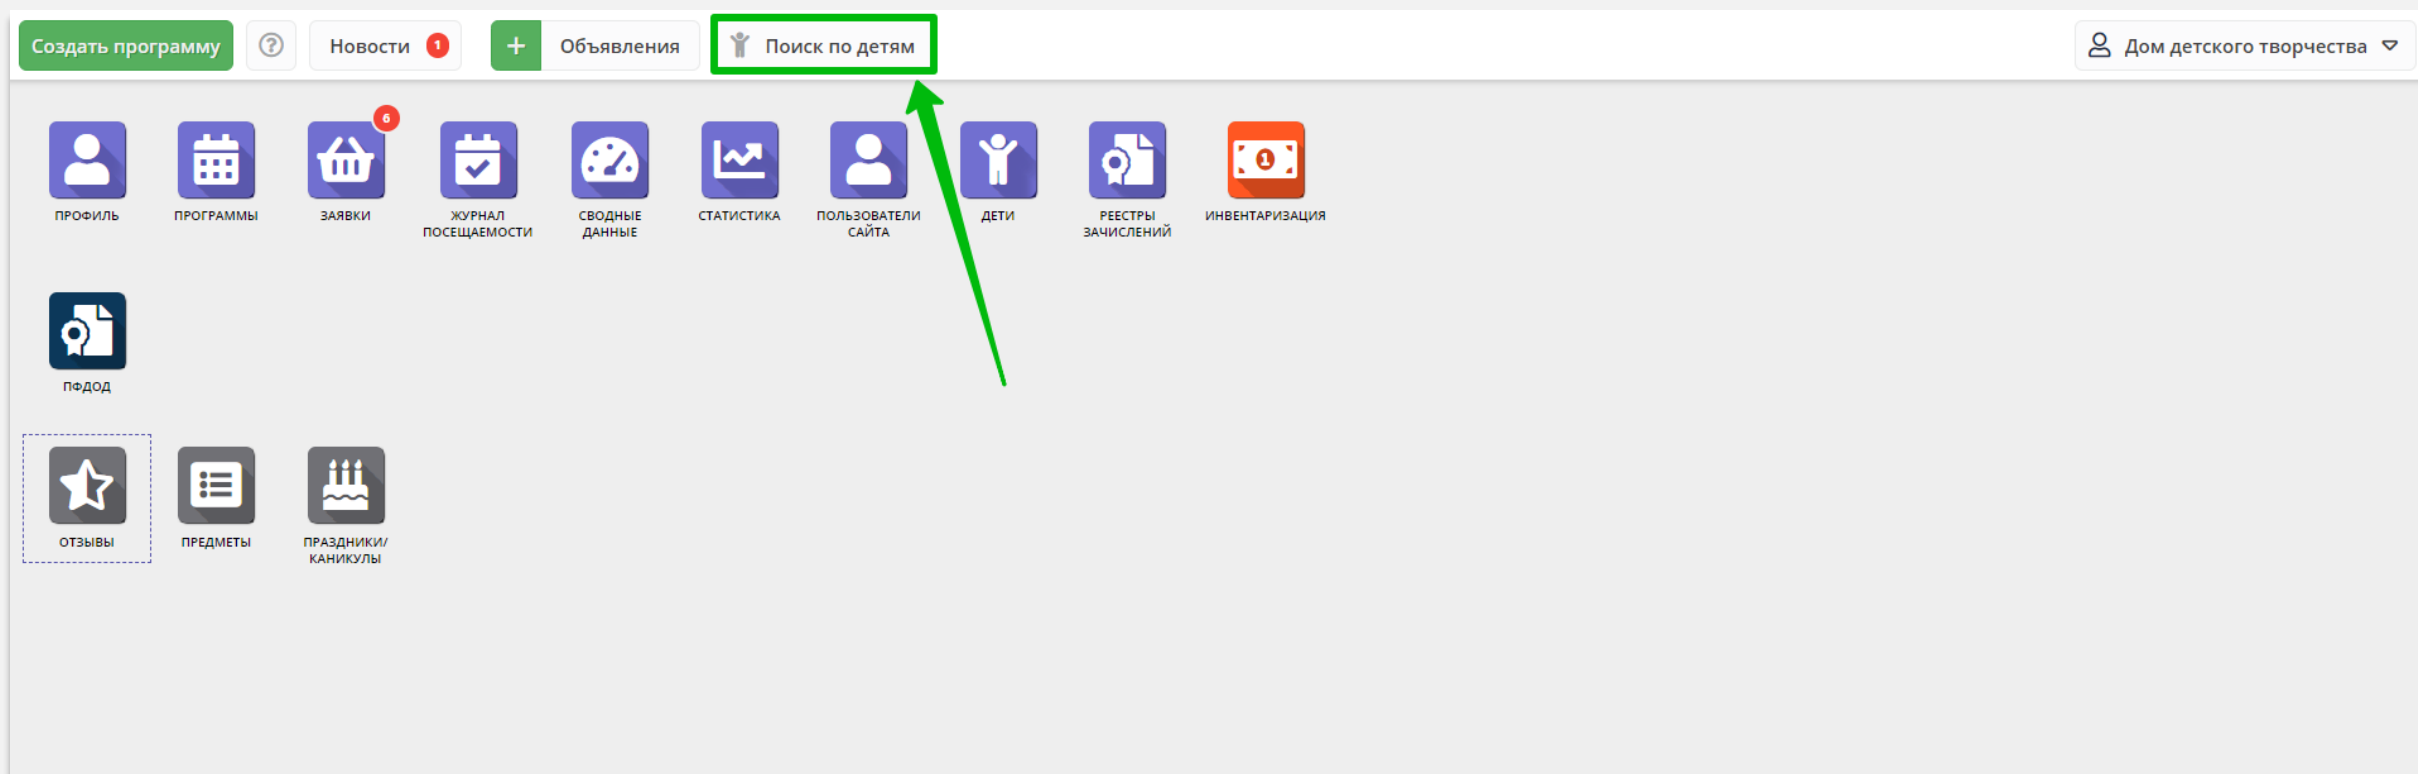 Создать программу
?
Новости 1
+ Объявления
Поиск по детям
Дом детского творчества
6
ПРОФИЛЬ
ПРОГРАММЫ
ЗАЯВКИ
ЖУРНАЛ
ПОСЕЩАЕМОСТИ
СВОДНЫЕ
ДАННЫЕ
СТАТИСТИКА
ПОЛЬЗОВАТЕЛИ
САЙТА
ДЕТИ
РЕЕСТРЫ
ЗАЧИСЛЕНИЙ
1
ИНВЕНТАРИЗАЦИЯ
ПФДОД
ОТЗЫВЫ
ПРЕДМЕТЫ
ПРАЗДНИКИ/
КАНИКУЛЫ